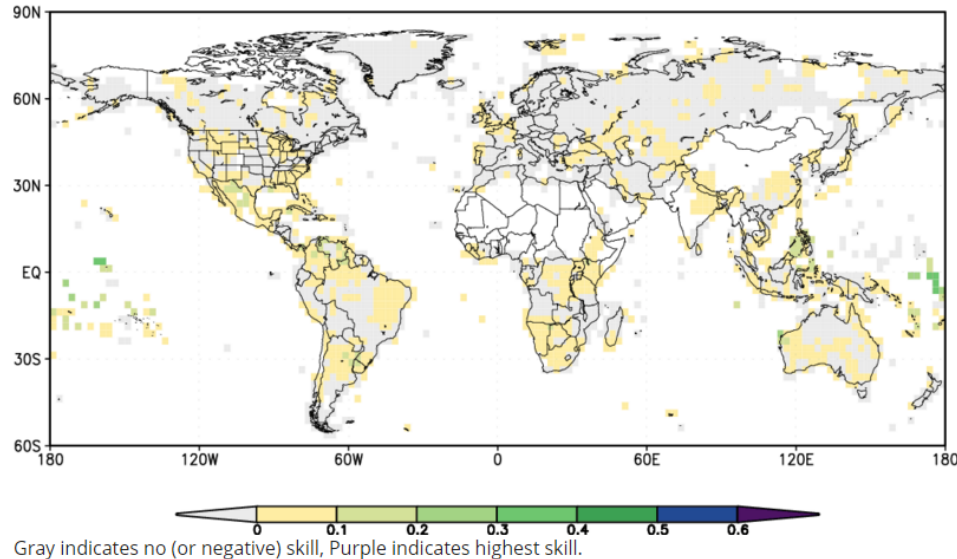 90N
60N
30N
EQ
30S
60S
180 120W 60W 0 60E 120E 180
0 0.1 0.2 0.3 0.4 0.5 0.6
Gray indicates no (or negative) skill, Purple indicates highest skill.